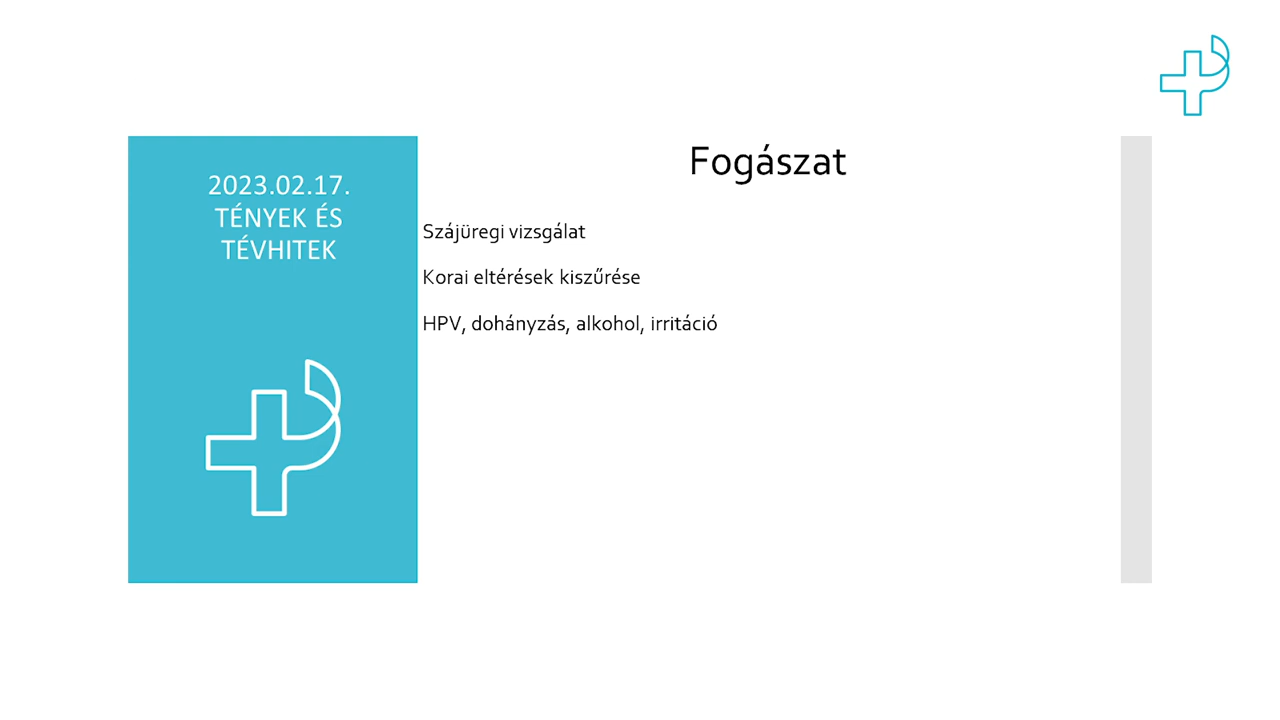 2023.02.17.
TÉNYEK ÉS
TÉVHITEK
Fogászat
Szájüregi vizsgálat
Korai eltérések kiszűrése
HPV, dohányzás, alkohol, irritáció